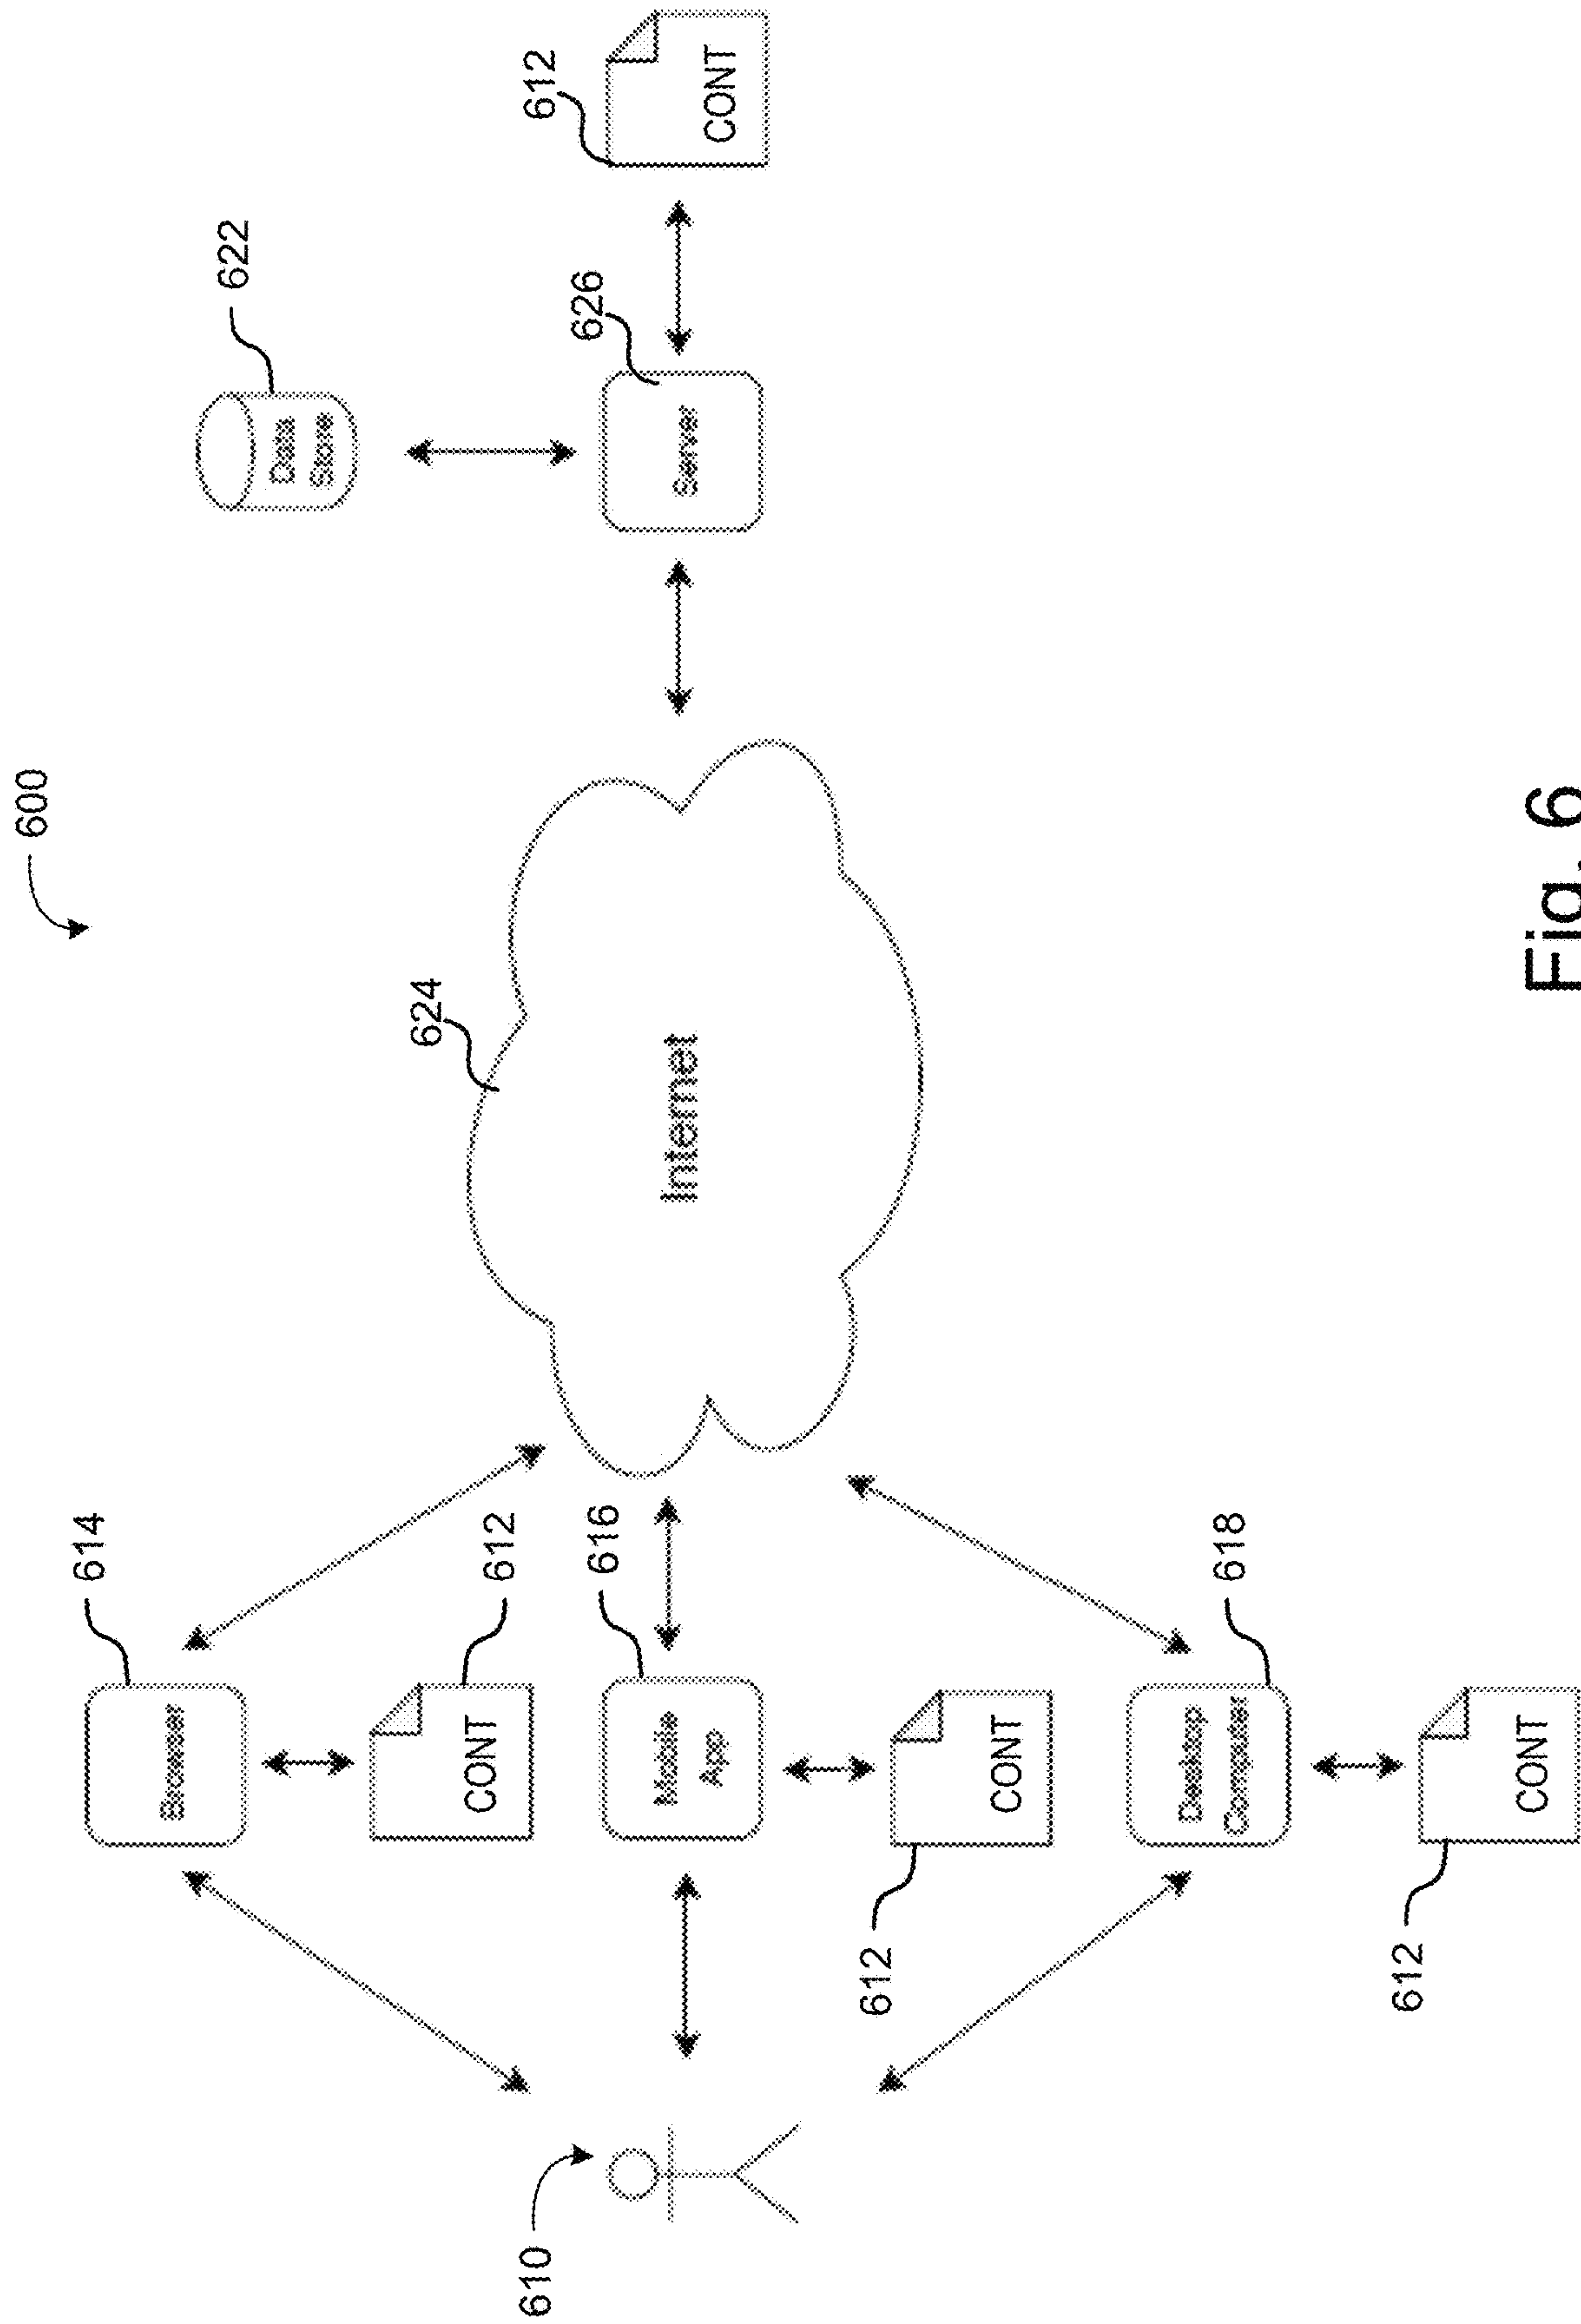 600
614
Browser
612
CONT
616
Mobile
App
612
CONT
618
Desktop
Computer
612
CONT
610
624
Internet
622
Data
Store
626
Server
612
CONT
Fig. 6